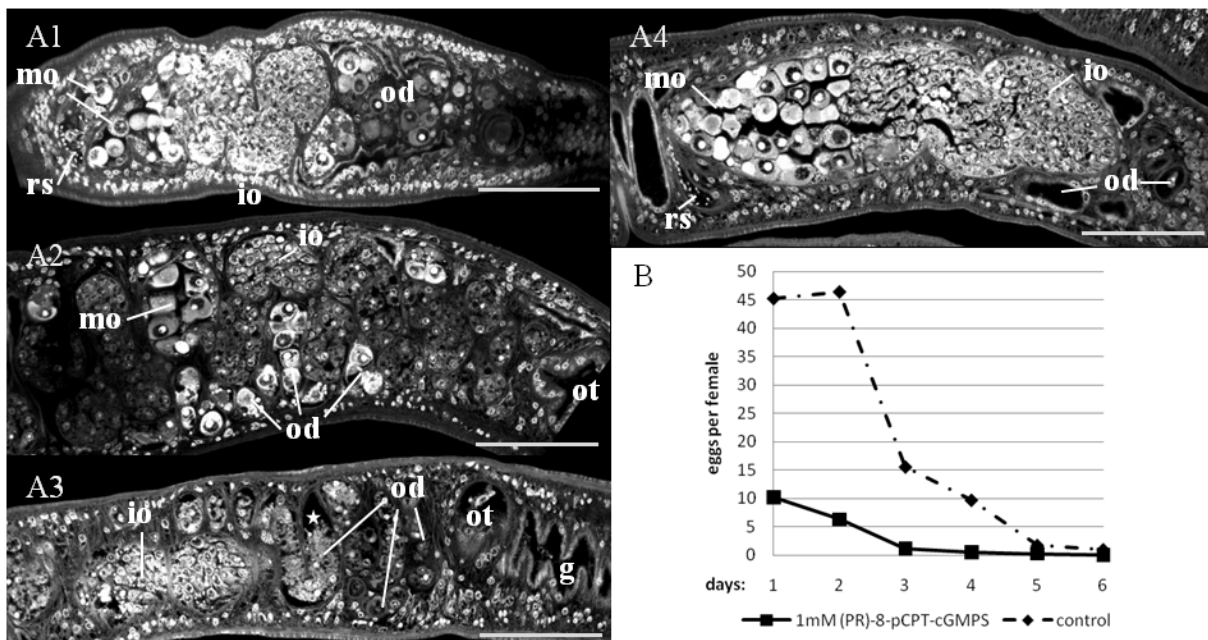 A1
mo
od
rs
io
A2
io
mo
od
ot
A3
io
od
ot
g
A4
mo
io
rs
od
B
50
45
40
35
30
25
20
15
10
5
0
eggs per female
days: 1 2 3 4 5 6
1mM (PR)-8-pCPT-cGMPS control